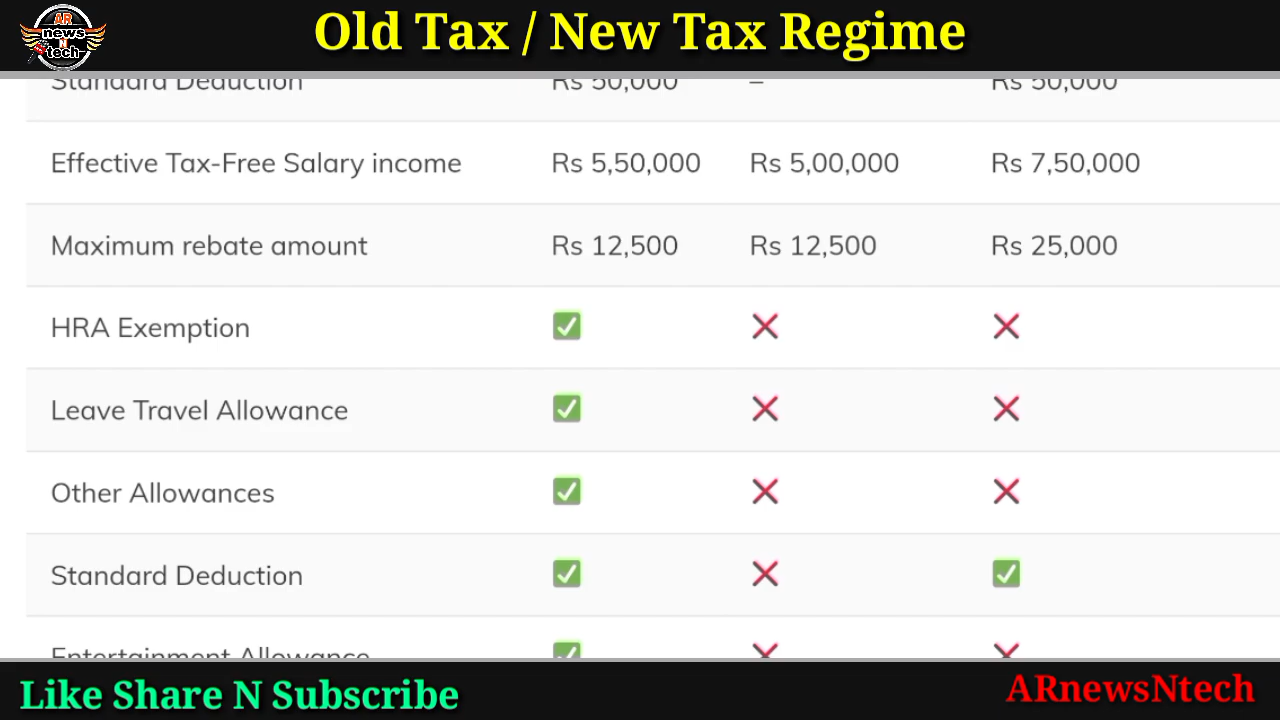 AR
news
N
tech
Old Tax / New Tax Regime
Standard Deduction Rs 50,000 – Rs 50,000
Effective Tax-Free Salary income Rs 5,50,000 Rs 5,00,000 Rs 7,50,000
Maximum rebate amount Rs 12,500 Rs 12,500 Rs 25,000
HRA Exemption ✅ ❌ ❌
Leave Travel Allowance ✅ ❌ ❌
Other Allowances ✅ ❌ ❌
Standard Deduction ✅ ❌ ✅
Entertainment Allowance ✅ ❌ ❌
Like Share N Subscribe
ARnewsNtech